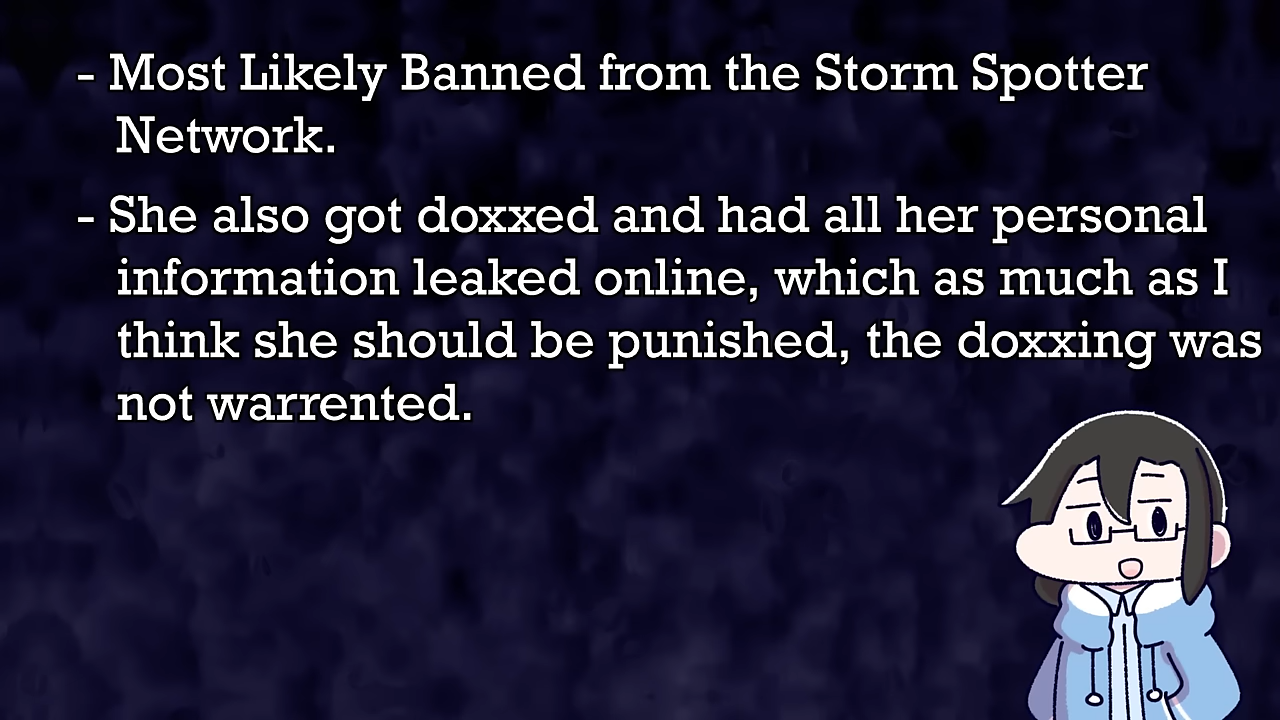 - Most Likely Banned from the Storm Spotter
Network.
- She also got doxxed and had all her personal
information leaked online, which as much as I
think she should be punished, the doxxing was
not warrented.